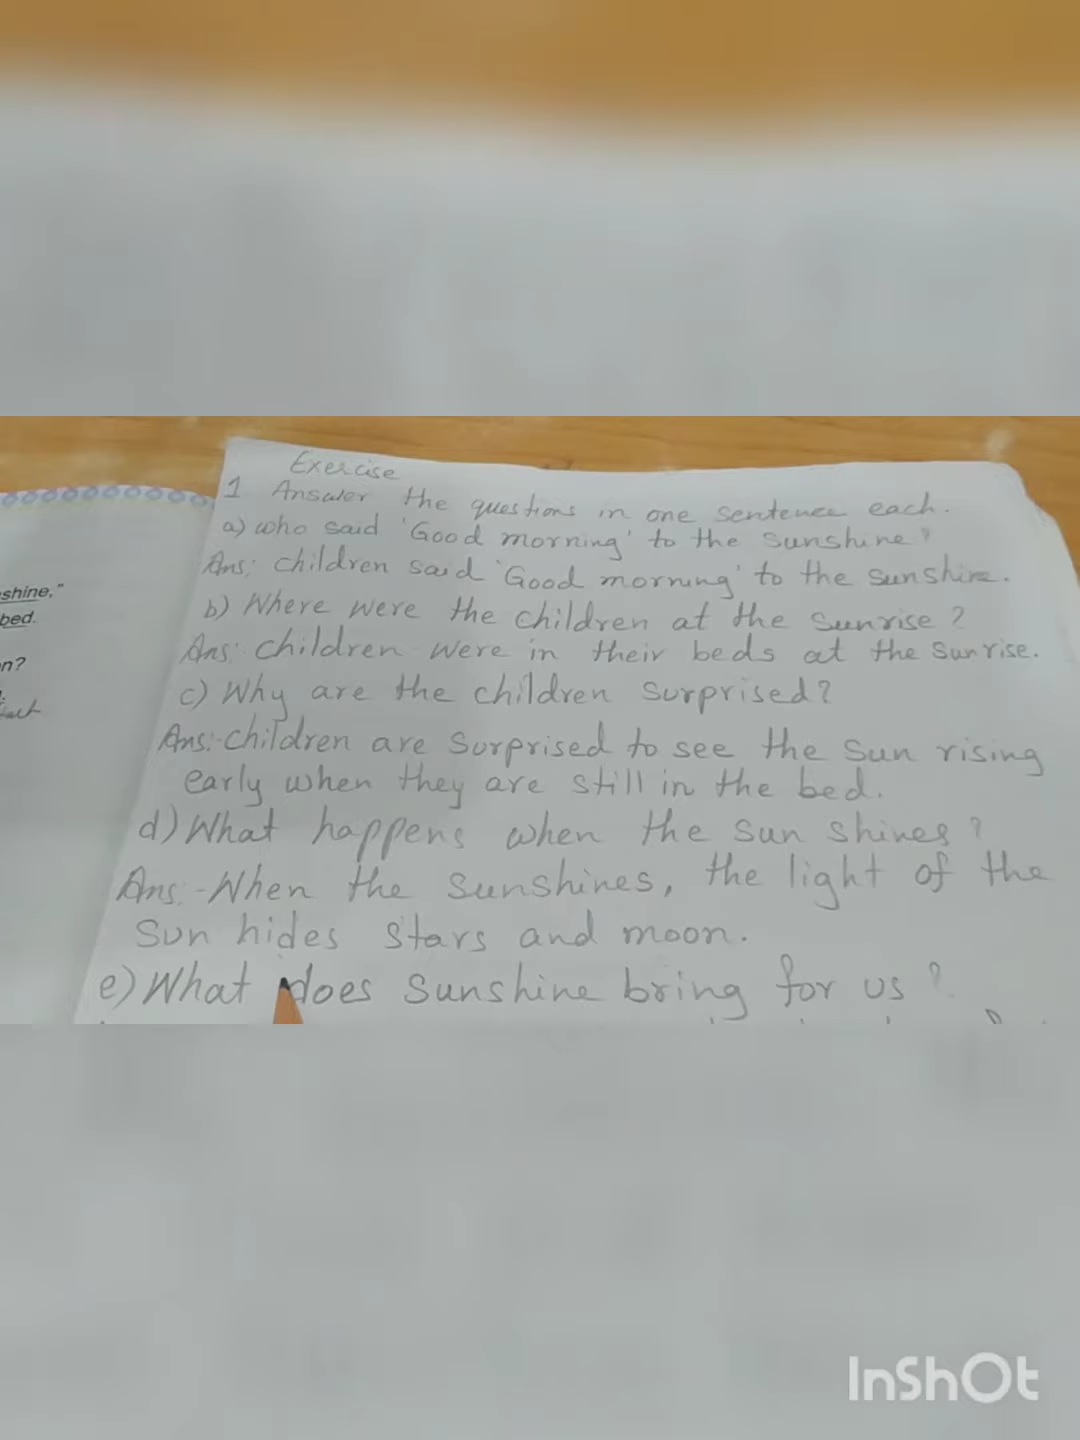 Exercise
1 Answer the questions in one sentence each.
a) who said 'Good morning' to the sunshine?
Ans: children said 'Good morning' to the sunshine.
b) Where were the children at the sunrise?
Ans: children were in their beds at the sunrise.
c) Why are the children surprised?
Ans:- children are surprised to see the sun rising
early when they are still in the bed.
d) What happens when the sun shines?
Ans:- When the sunshines, the light of the
sun hides stars and moon.
e) What does sunshine bring for us?
shine,"
bed.
n?
InShOt